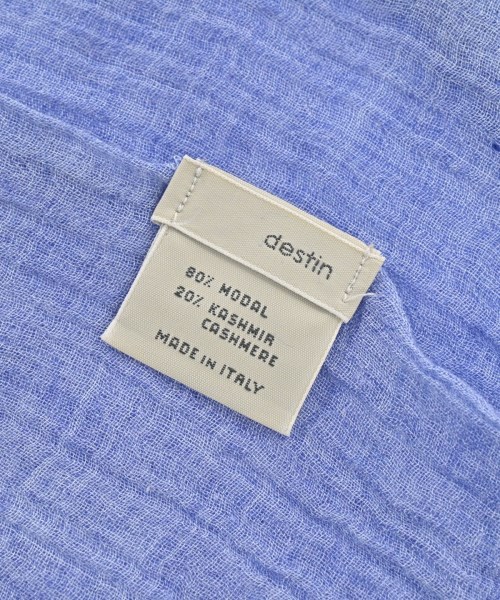 destin
80% MODAL
20% KASHMIR
CASHMERE
MADE IN ITALY